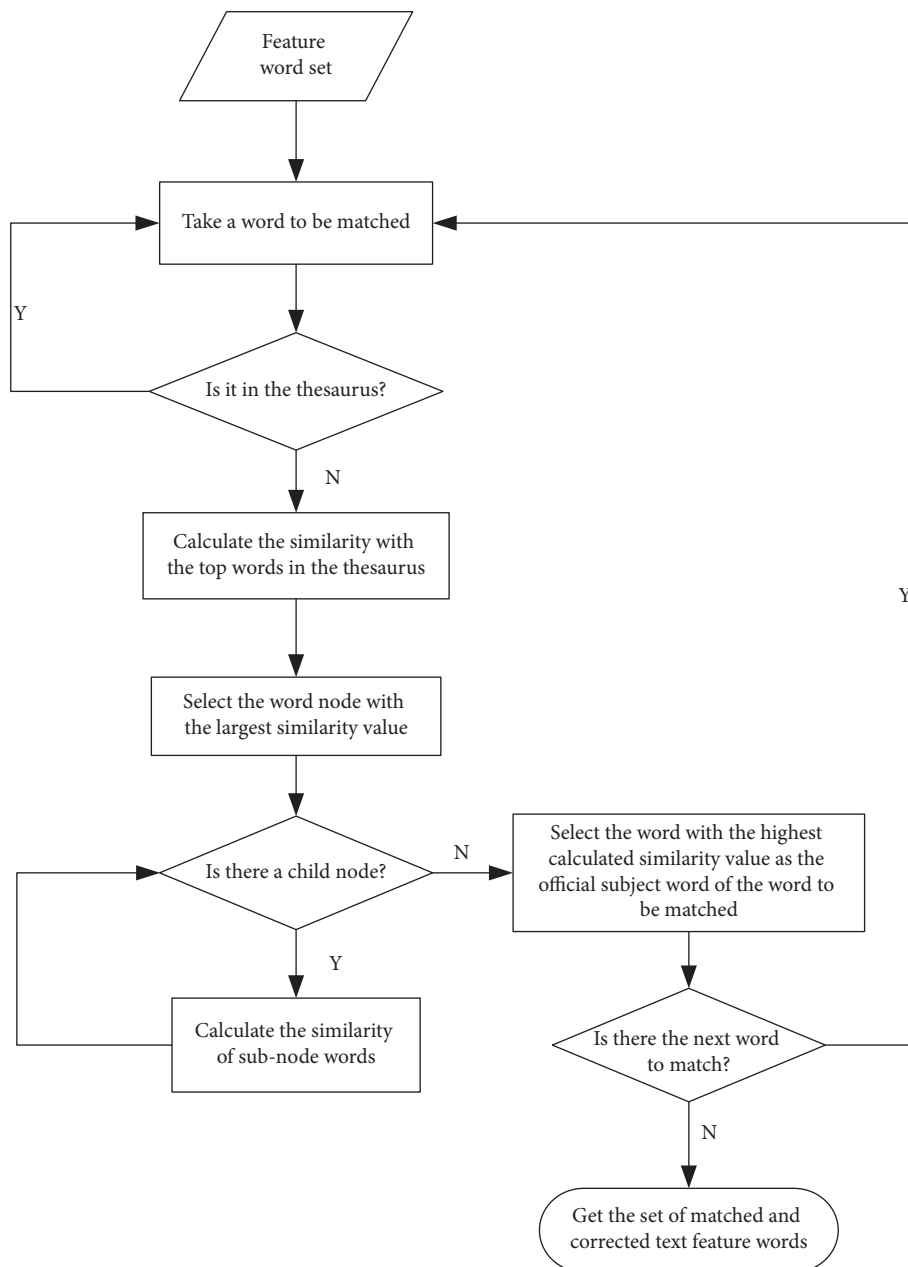 Feature
word set
Take a word to be matched
Y
Is it in the thesaurus?
N
Calculate the similarity with
the top words in the thesaurus
Y
Select the word node with
the largest similarity value
Is there a child node?
N
Select the word with the highest
calculated similarity value as the
official subject word of the word to
be matched
Y
Calculate the similarity
of sub-node words
Is there the next word
to match?
N
Get the set of matched and
corrected text feature words